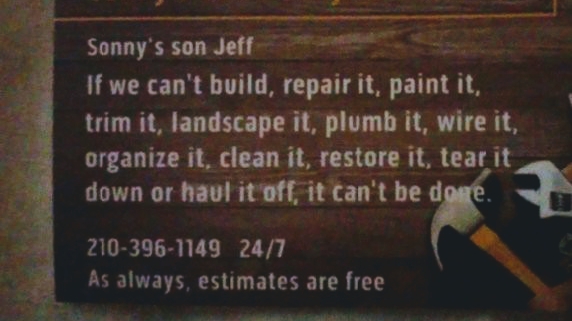 Sonny's son Jeff
If we can't build, repair it, paint it,
trim it, landscape it, plumb it, wire it,
organize it, clean it, restore it, tear it
down or haul it off, it can't be done.
210-396-1149 24/7
As always, estimates are free